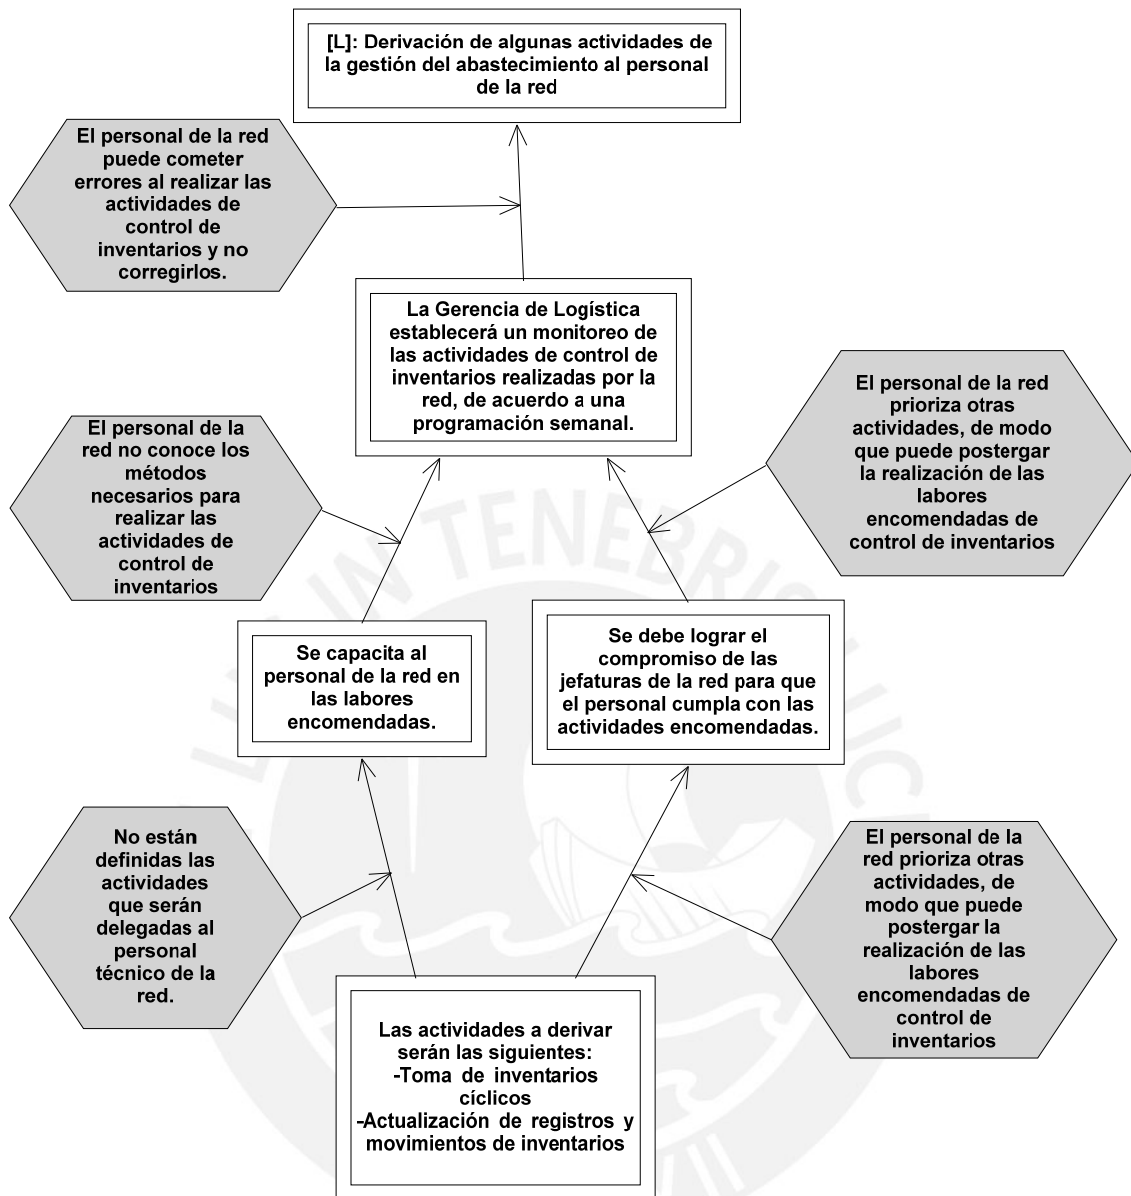 [L]: Derivación de algunas actividades de
la gestión del abastecimiento al personal
de la red
El personal de la red
puede cometer
errores al realizar las
actividades de
control de
inventarios y no
corregirlos.
La Gerencia de Logística
establecerá un monitoreo de
las actividades de control de
inventarios realizadas por la
red, de acuerdo a una
programación semanal.
El personal de la red
prioriza otras
actividades, de modo
que puede postergar
la realización de las
labores
encomendadas de
control de inventarios
El personal de la
red no conoce los
métodos
necesarios para
realizar las
actividades de
control de
inventarios
Se capacita al
personal de la red en
las labores
encomendadas.
Se debe lograr el
compromiso de las
jefaturas de la red para que
el personal cumpla con las
actividades encomendadas.
No están
definidas las
actividades
que serán
delegadas al
personal
técnico de la
red.
El personal de la
red prioriza otras
actividades, de
modo que puede
postergar la
realización de las
labores
encomendadas de
control de
inventarios
Las actividades a derivar
serán las siguientes:
-Toma de inventarios
cíclicos
-Actualización de registros y
movimientos de inventarios
IN TENEBRIS